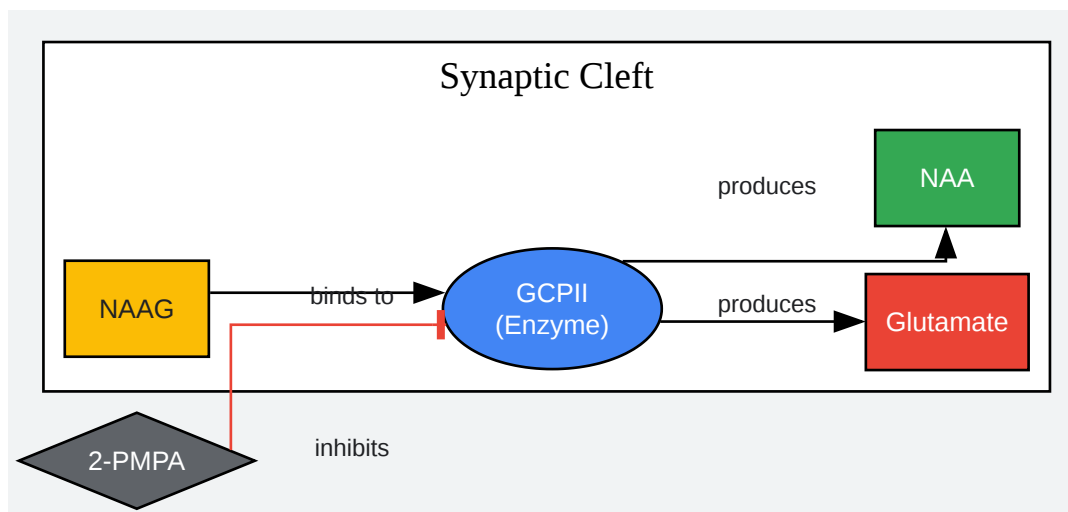 Synaptic Cleft
produces
NAA
NAAG
binds to
GCPII
(Enzyme)
produces
Glutamate
2-PMPA
inhibits